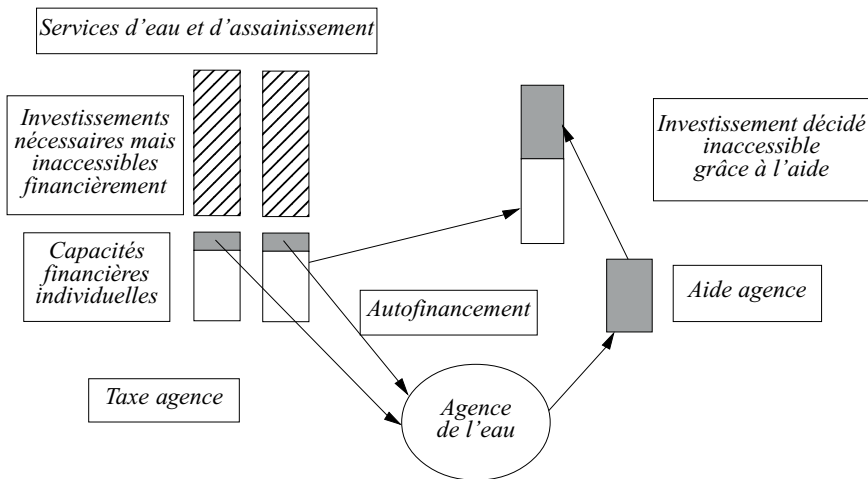 Services d'eau et d'assainissement
Investissements
nécessaires mais
inaccessibles
financièrement
Investissement décidé
inaccessible
grâce à l'aide
Capacités
financières
individuelles
Autofinancement
Aide agence
Taxe agence
Agence
de l'eau